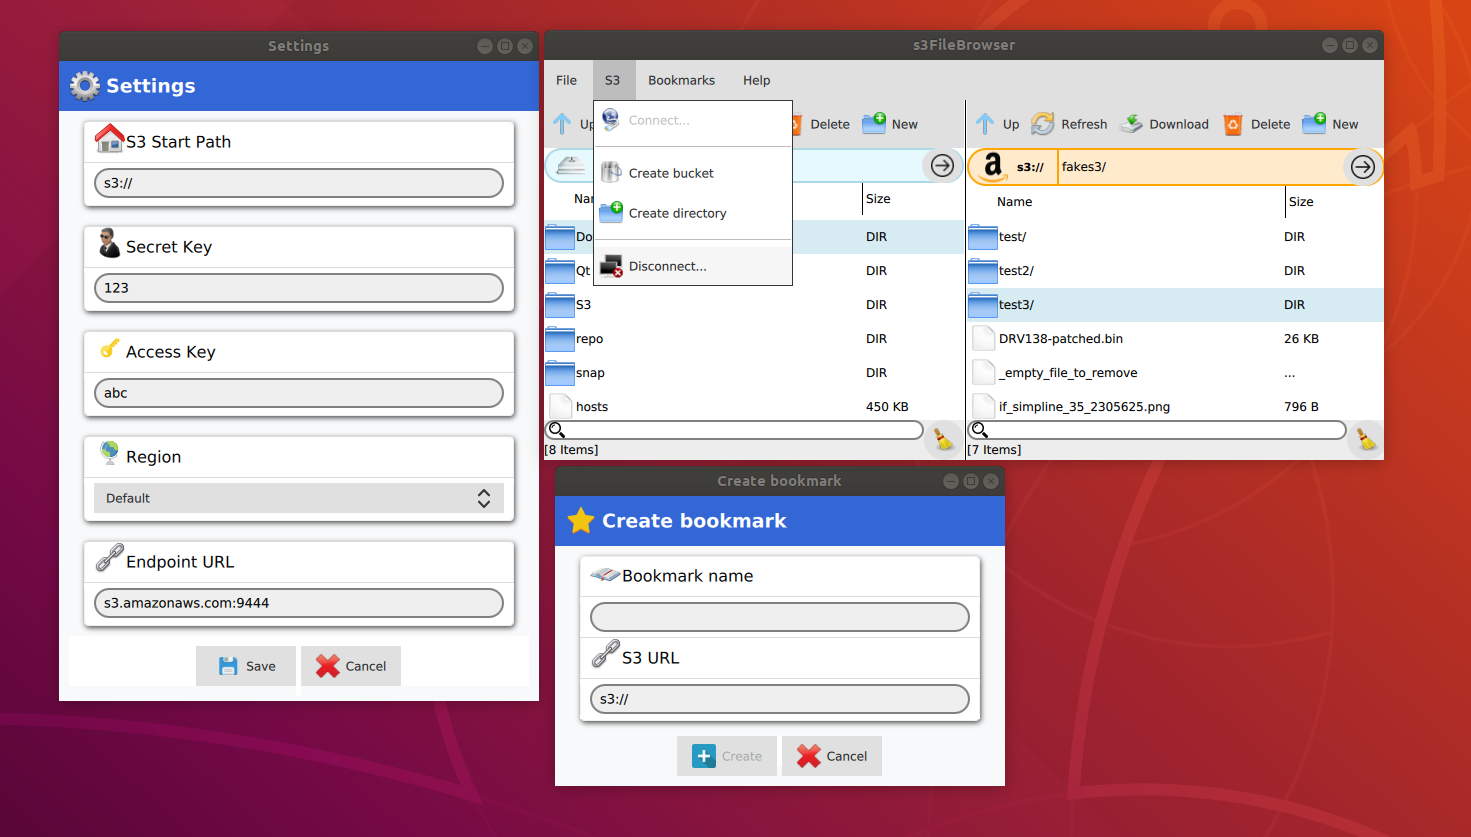 Settings
Settings
S3 Start Path
s3://
Secret Key
123
Access Key
abc
Region
Default
Endpoint URL
s3.amazonaws.com:9444
Save
Cancel
s3FileBrowser
File S3 Bookmarks Help
Connect...
Create bucket
Create directory
Disconnect...
Delete New
Size
DIR
Qt DIR
S3 DIR
repo DIR
snap DIR
hosts 450 KB
[8 Items]
Up Refresh Download Delete New
a s3:// fakes3/
Name Size
test/ DIR
test2/ DIR
test3/ DIR
DRV138-patched.bin 26 KB
_empty_file_to_remove ...
if_simpline_35_2305625.png 796 B
[7 Items]
Create bookmark
Create bookmark
Bookmark name
S3 URL
s3://
Create
Cancel